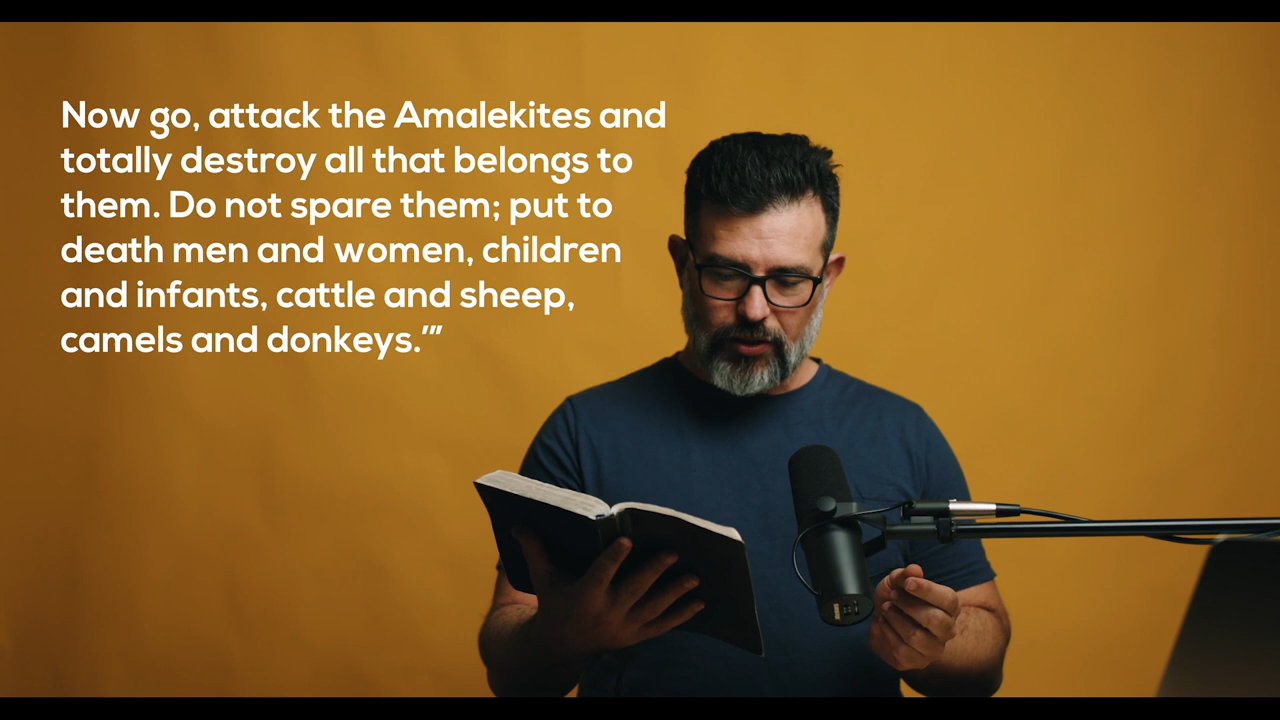 Now go, attack the Amalekites and
totally destroy all that belongs to
them. Do not spare them; put to
death men and women, children
and infants, cattle and sheep,
camels and donkeys.’”